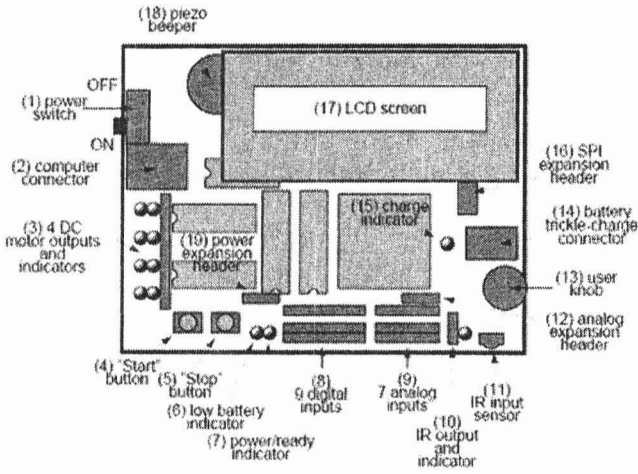 (18) piezo
beeper
OFF
(1) power
switch
(17) LCD screen
ON
(2) computer
connector
(16) SPI
expansion
header
(15) charge
indicator
(14) battery
trickle-charge
connector
(3) 4 DC
motor outputs
and
indicators
(19) power
expansion
header
(13) user
knob
(12) analog
expansion
header
(4) "Start"
button
(5) "Stop"
button
(6) low battery
indicator
(7) power/ready
indicator
(8)
9 digital
inputs
(9)
7 analog
inputs
(10)
IR output
and
indicator
(11)
IR input
sensor